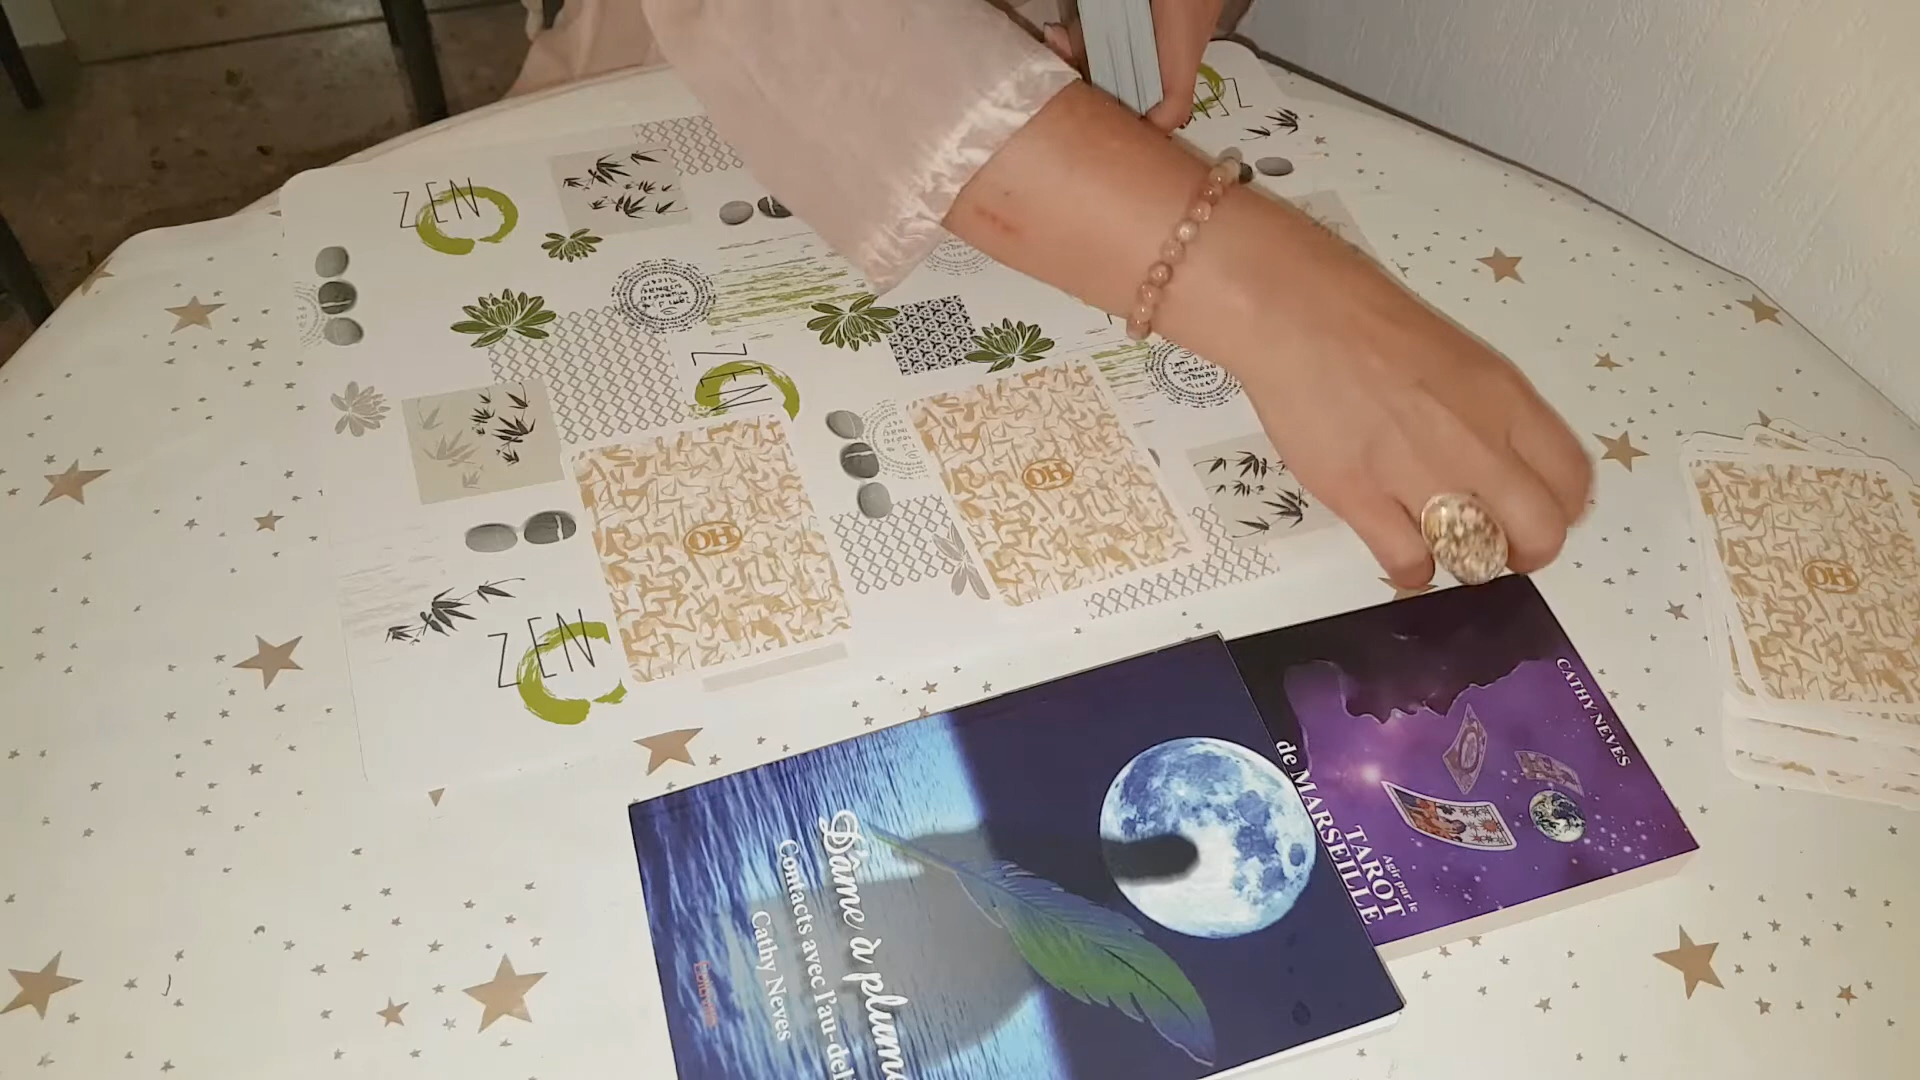 ZEN
ZEN
ZEN
OH
OH
OH
CATHY NEVES
Agir par le
TAROT
de MARSEILLE
D'âme à plume
Contacts avec l'au-del
Cathy Neves